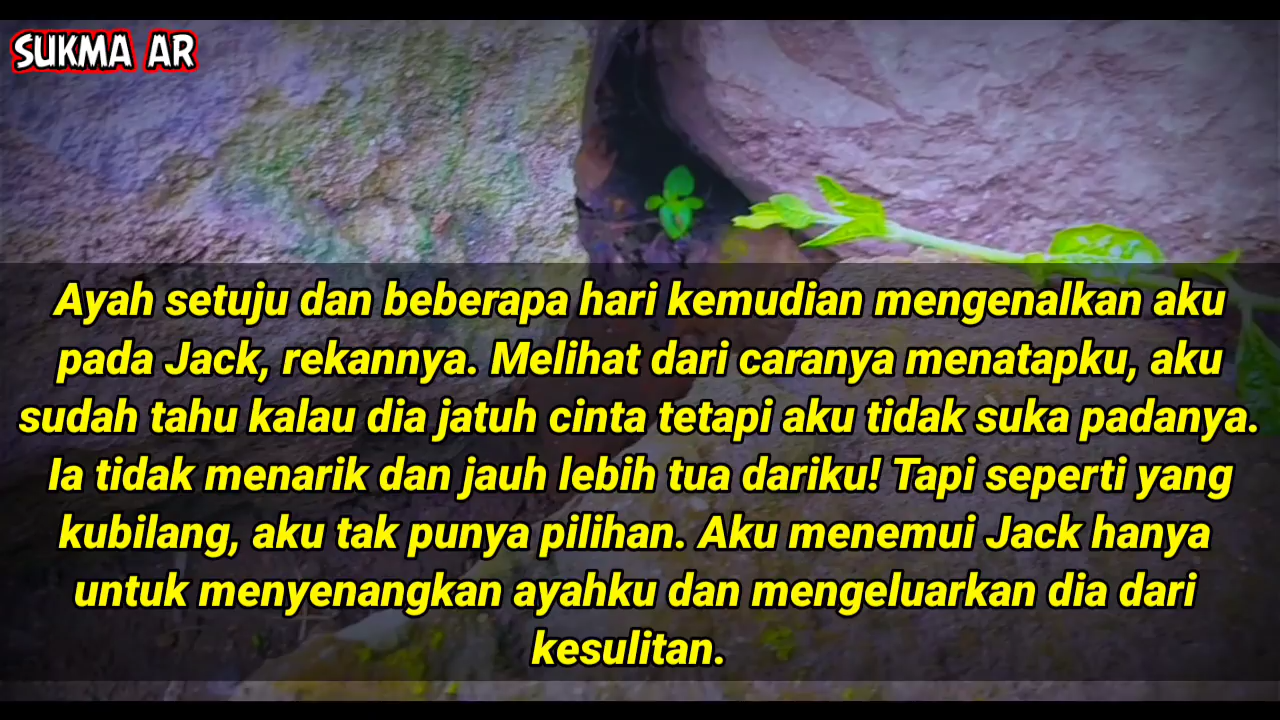 SUKMA AR
Ayah setuju dan beberapa hari kemudian mengenalkan aku
pada Jack, rekannya. Melihat dari caranya menatapku, aku
sudah tahu kalau dia jatuh cinta tetapi aku tidak suka padanya.
Ia tidak menarik dan jauh lebih tua dariku! Tapi seperti yang
kubilang, aku tak punya pilihan. Aku menemui Jack hanya
untuk menyenangkan ayahku dan mengeluarkan dia dari
kesulitan.